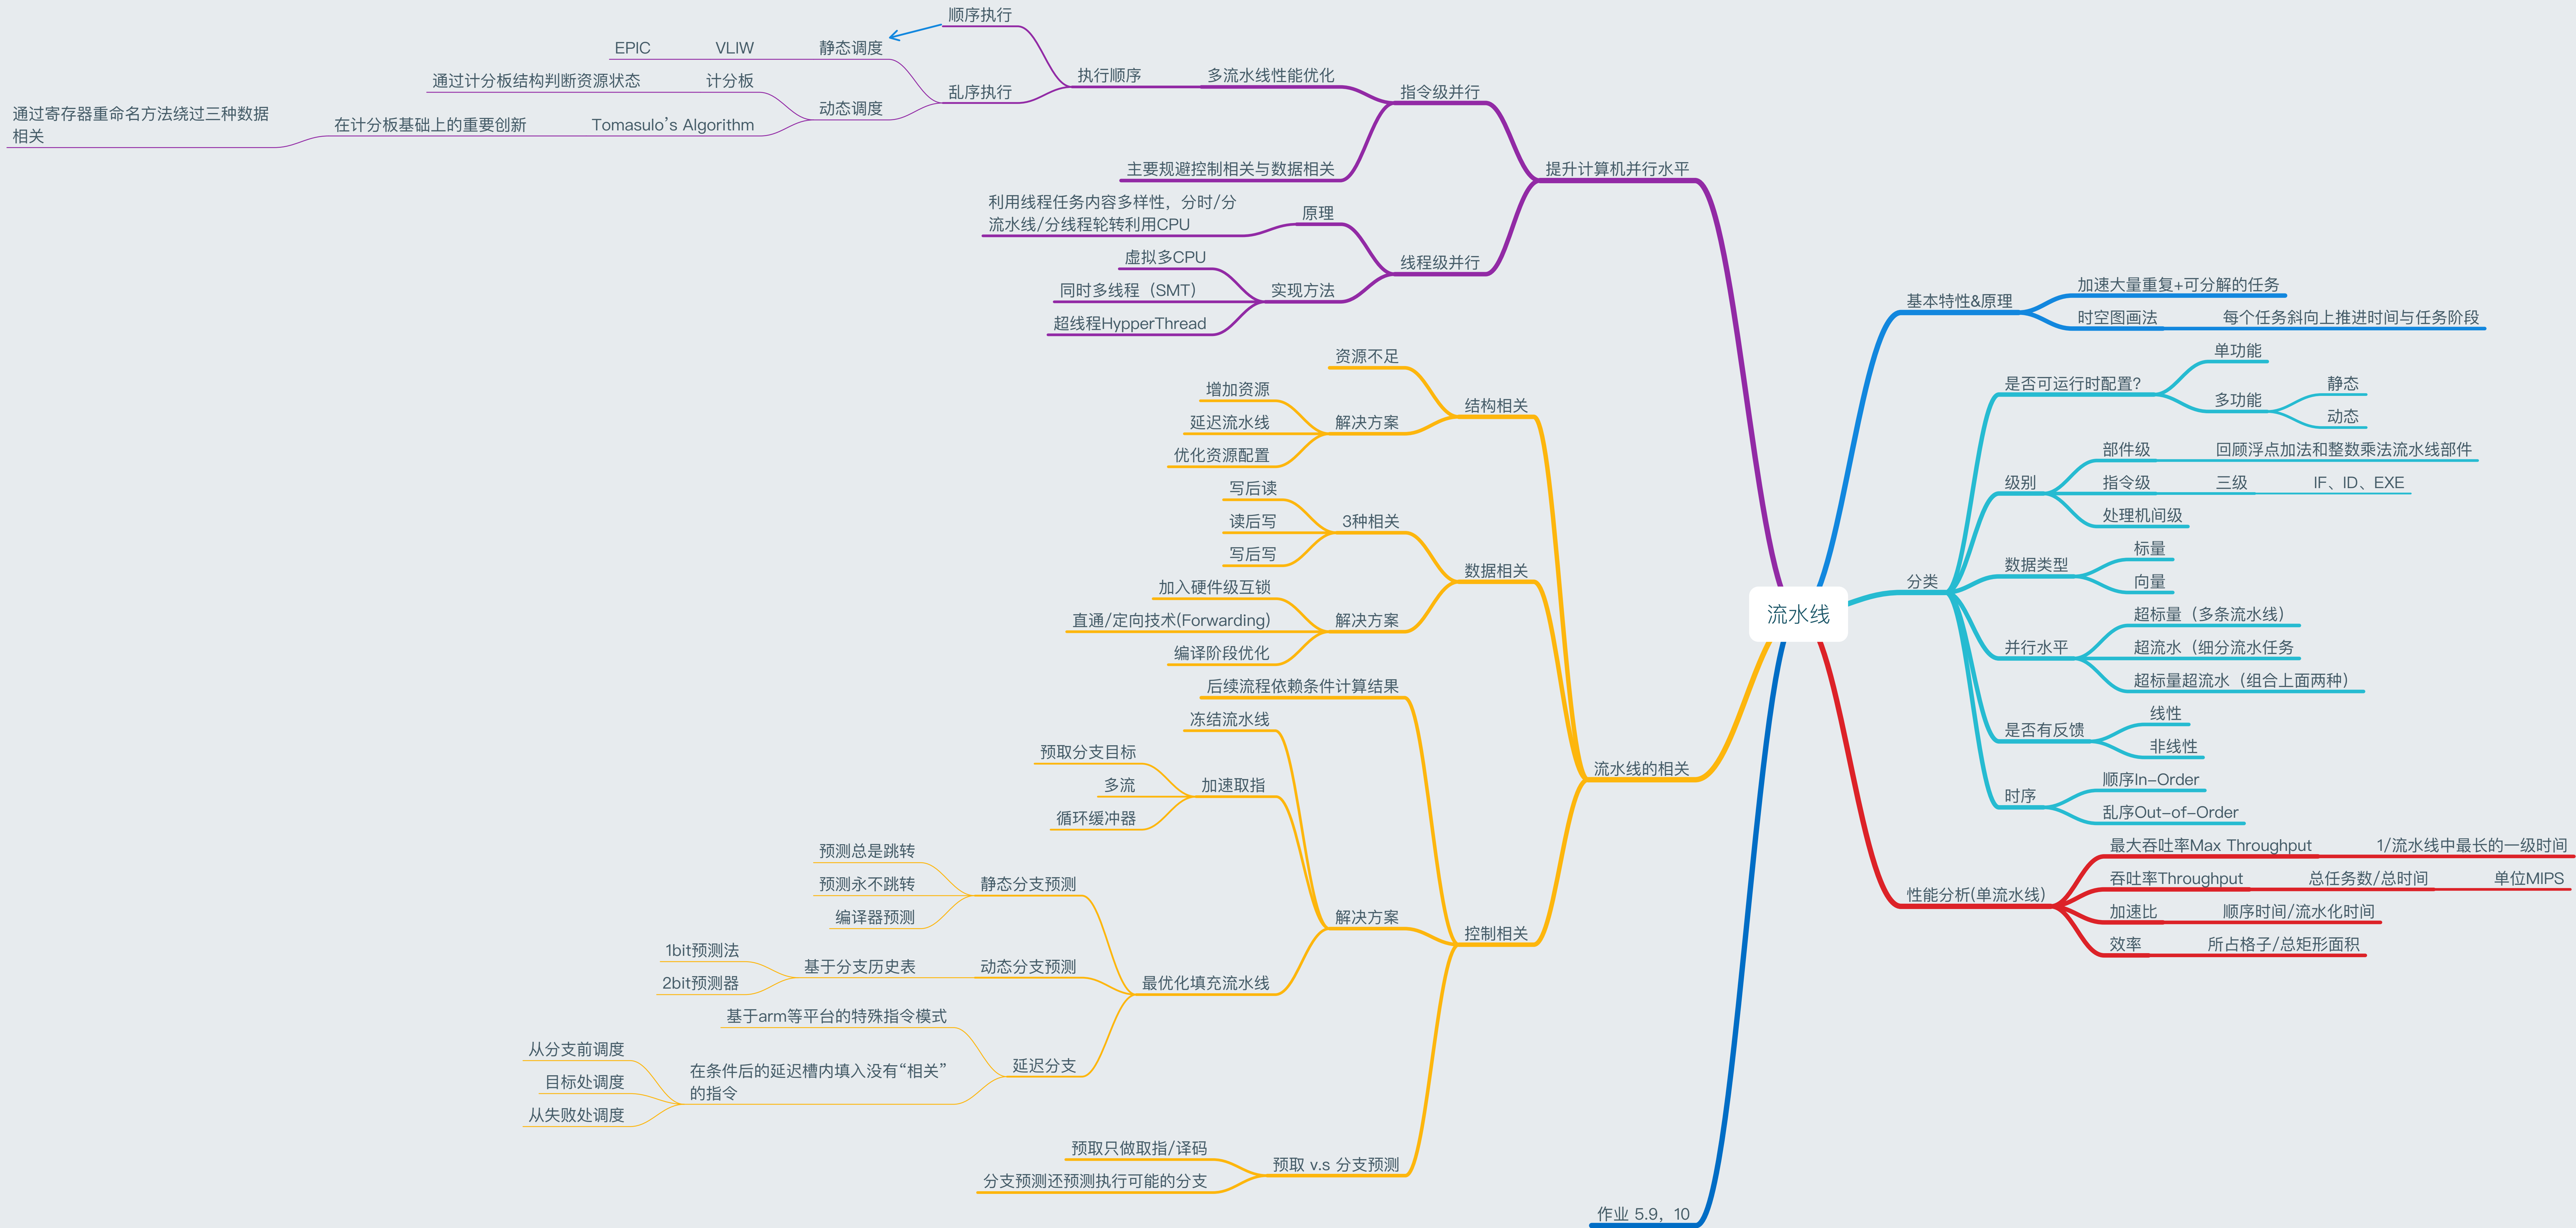 流水线
基本特性&原理
加速大量重复+可分解的任务
时空图画法
每个任务斜向上推进时间与任务阶段
分类
是否可运行时配置?
单功能
多功能
静态
动态
级别
部件级
回顾浮点加法和整数乘法流水线部件
指令级
三级
IF、ID、EXE
处理机间级
数据类型
标量
向量
并行水平
超标量（多条流水线）
超流水（细分流水任务
超标量超流水（组合上面两种）
是否有反馈
线性
非线性
时序
顺序In-Order
乱序Out-of-Order
性能分析(单流水线)
最大吞吐率Max Throughput
1/流水线中最长的一级时间
吞吐率Throughput
总任务数/总时间
单位MIPS
加速比
顺序时间/流水化时间
效率
所占格子/总矩形面积
提升计算机并行水平
指令级并行
多流水线性能优化
执行顺序
顺序执行
乱序执行
静态调度
VLIW
EPIC
动态调度
计分板
通过计分板结构判断资源状态
Tomasulo's Algorithm
在计分板基础上的重要创新
通过寄存器重命名方法绕过三种数据
相关
主要规避控制相关与数据相关
线程级并行
原理
利用线程任务内容多样性，分时/分
流水线/分线程轮转利用CPU
实现方法
虚拟多CPU
同时多线程（SMT）
超线程HypperThread
流水线的相关
结构相关
资源不足
解决方案
增加资源
延迟流水线
优化资源配置
数据相关
3种相关
写后读
读后写
写后写
解决方案
加入硬件级互锁
直通/定向技术(Forwarding)
编译阶段优化
控制相关
后续流程依赖条件计算结果
解决方案
冻结流水线
加速取指
预取分支目标
多流
循环缓冲器
最优化填充流水线
静态分支预测
预测总是跳转
预测永不跳转
编译器预测
动态分支预测
基于分支历史表
1bit预测法
2bit预测器
延迟分支
基于arm等平台的特殊指令模式
在条件后的延迟槽内填入没有“相关”
的指令
从分支前调度
目标处调度
从失败处调度
预取 v.s 分支预测
预取只做取指/译码
分支预测还预测执行可能的分支
作业 5.9，10